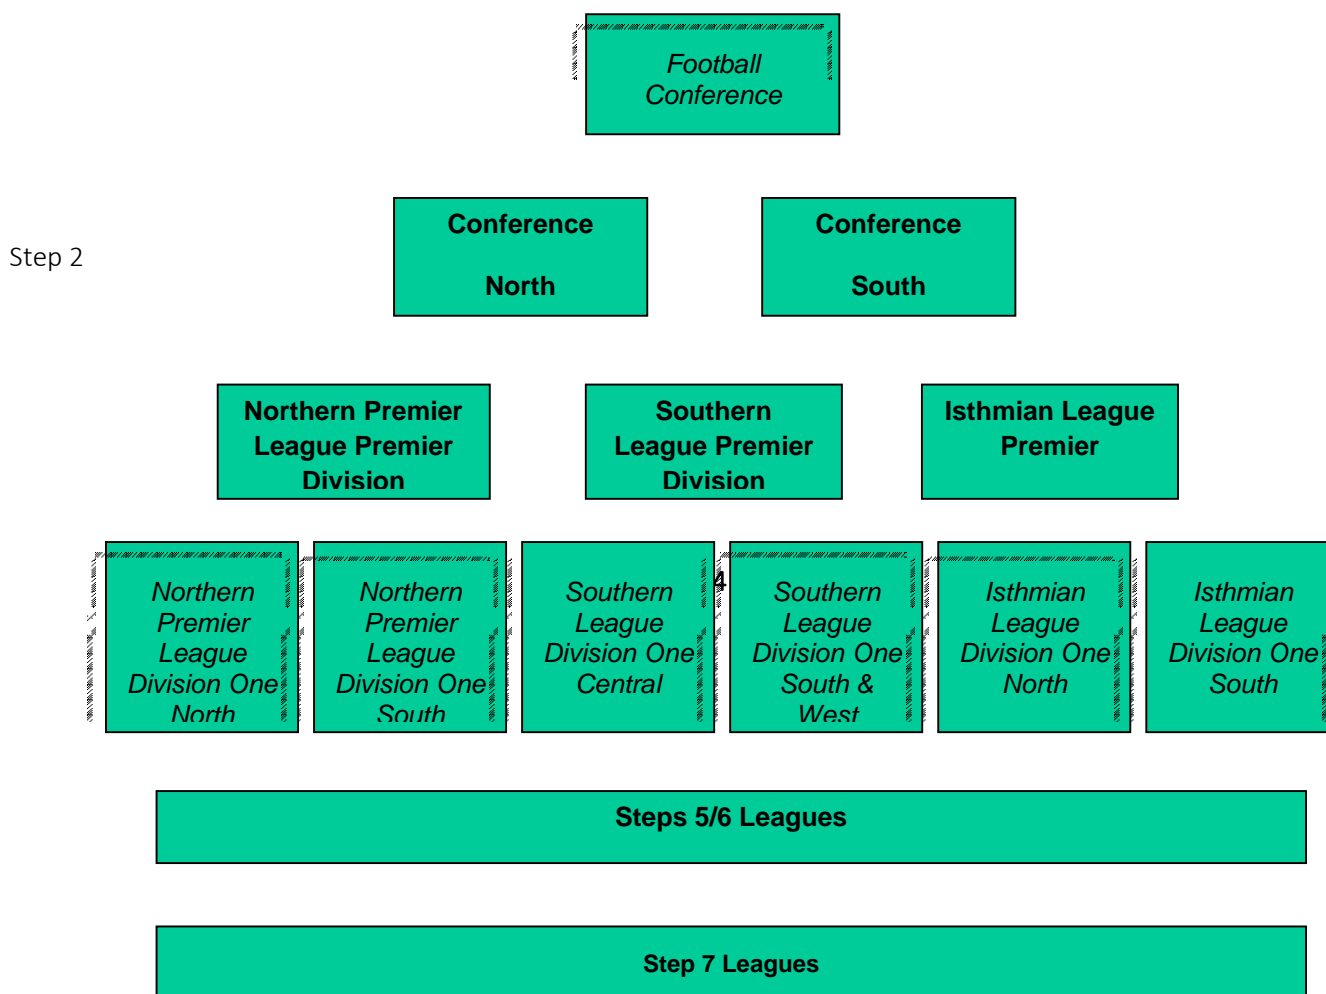 Football
Conference
Step 2
Conference
North
Conference
South
Northern Premier
League Premier
Division
Southern
League Premier
Division
Isthmian League
Premier
4
Northern
Premier
League
Division One
North
Northern
Premier
League
Division One
South
Southern
League
Division One
Central
Southern
League
Division One
South &
West
Isthmian
League
Division One
North
Isthmian
League
Division One
South
Steps 5/6 Leagues
Step 7 Leagues